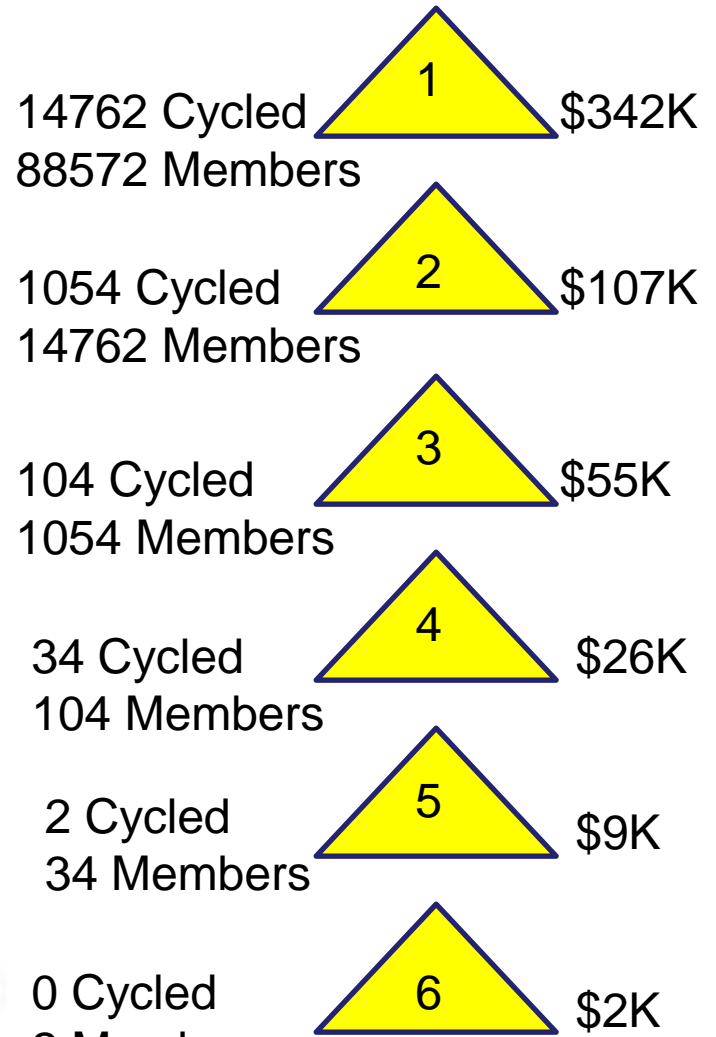 1
14762 Cycled $342K
88572 Members
2
1054 Cycled $107K
14762 Members
3
104 Cycled $55K
1054 Members
4
34 Cycled $26K
104 Members
5
2 Cycled $9K
34 Members
6
0 Cycled $2K